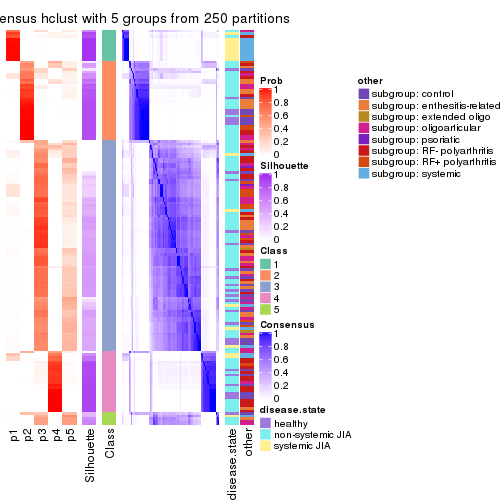 ensus hclust with 5 groups from 250 partitions
p1
p2
p3
p4
p5
Silhouette
Class
disease.state
other
Prob
1
0.8
0.6
0.4
0.2
0
Silhouette
1
0.8
0.6
0.4
0.2
0
Class
1
2
3
4
5
Consensus
1
0.8
0.6
0.4
0.2
0
disease.state
healthy
non-systemic JIA
systemic JIA
other
subgroup: control
subgroup: enthesitis-related
subgroup: extended oligo
subgroup: oligoarticular
subgroup: psoriatic
subgroup: RF- polyarthritis
subgroup: RF+ polyarthritis
subgroup: systemic